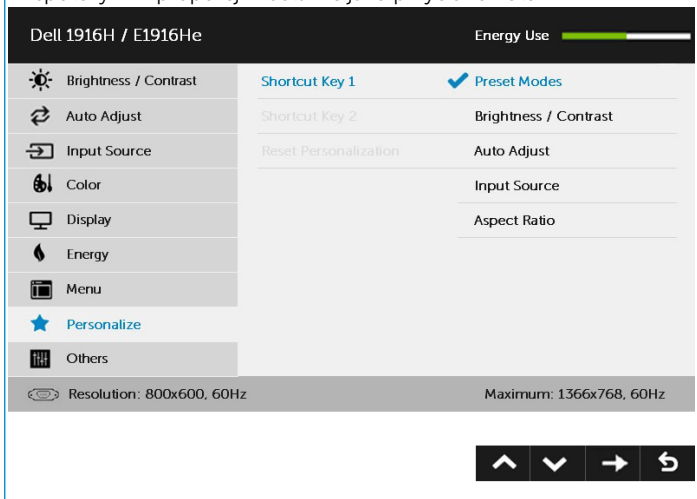 Dell 1916H / E1916He Energy Use
Brightness / Contrast Shortcut Key 1 Preset Modes
Auto Adjust Shortcut Key 2 Brightness / Contrast
Input Source Reset Personalization Auto Adjust
Color Input Source
Display Aspect Ratio
Energy
Menu
Personalize
Others
Resolution: 800x600, 60Hz Maximum: 1366x768, 60Hz